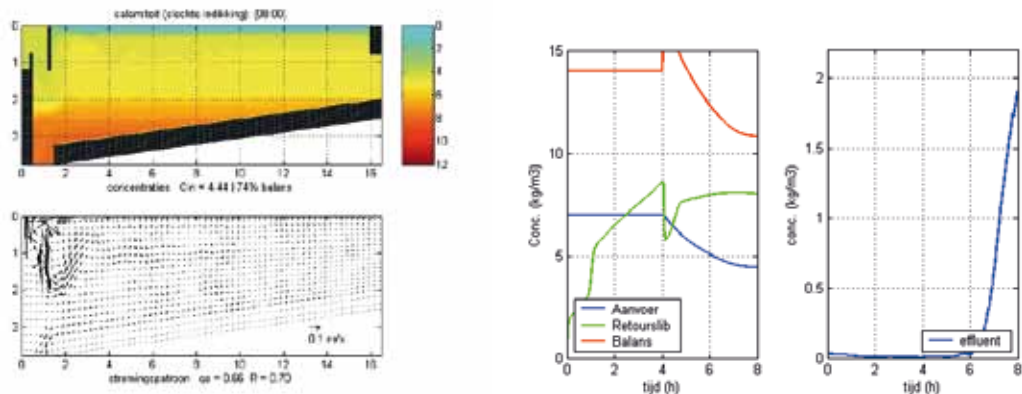 calamiteit (slechte indikking): [08:00]
0
1
2
3
0 2 4 6 8 10 12 14 16
concentraties Cin = 4.44 | 74% balans
0
2
4
6
8
10
12
0
1
2
3
0.1 m/s
0 2 4 6 8 10 12 14 16
stromingspatroon qo = 0.66 R = 0.70
Conc. (kg/m3)
15
10
5
0
Aanvoer
Retourslib
Balans
0 2 4 6 8
tijd (h)
conc. (kg/m3)
2
1.5
1
0.5
0
effluent
0 2 4 6 8
tijd (h)